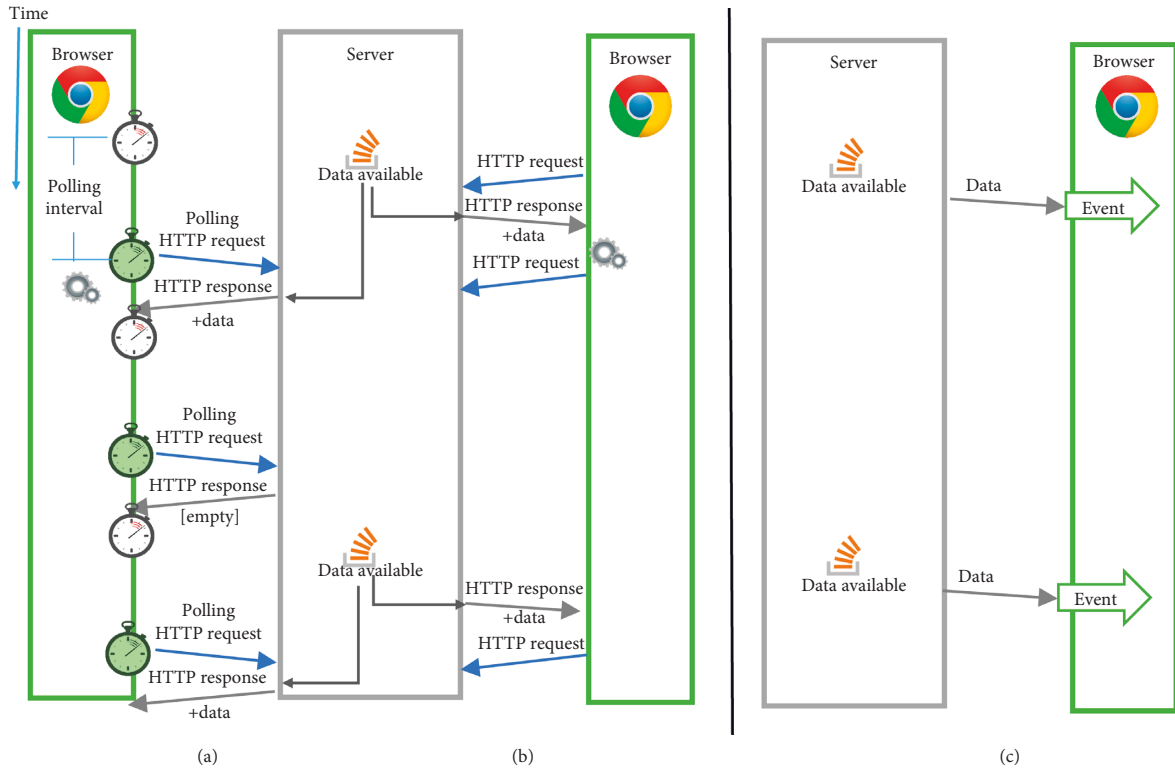 Time
Browser
Polling
interval
Polling
HTTP request
HTTP response
+data
Polling
HTTP request
HTTP response
[empty]
Polling
HTTP request
HTTP response
+data
(a)
Server
Data available
Data available
Browser
HTTP request
HTTP response
+data
HTTP request
HTTP response
+data
HTTP request
(b)
Server
Data available
Data available
Data
Data
Browser
Event
Event
(c)